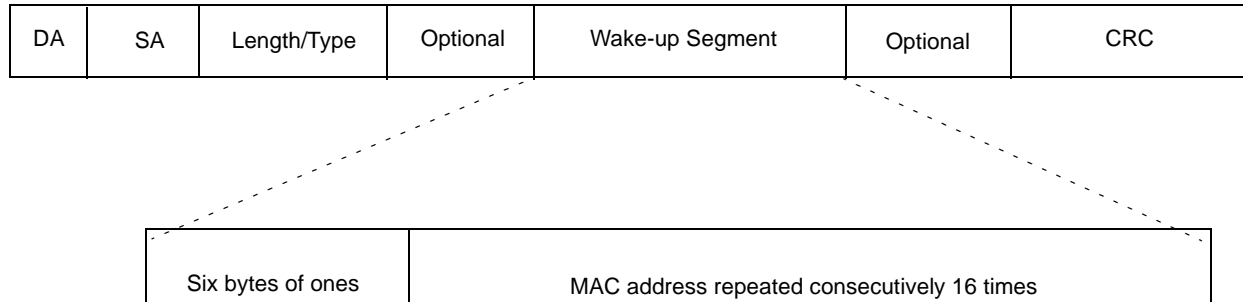 DA SA Length/Type Optional Wake-up Segment Optional CRC
Six bytes of ones MAC address repeated consecutively 16 times